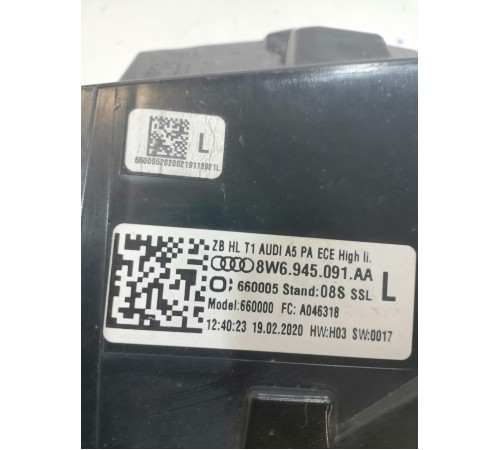 L
66000520200219113921L
ZB HL T1 AUDI A5 PA ECE High li.
8W6.945.091.AA
660005 Stand:08S SSL L
Model:660000 FC: A046318
12:40:23 19.02.2020 HW:H03 SW:0017